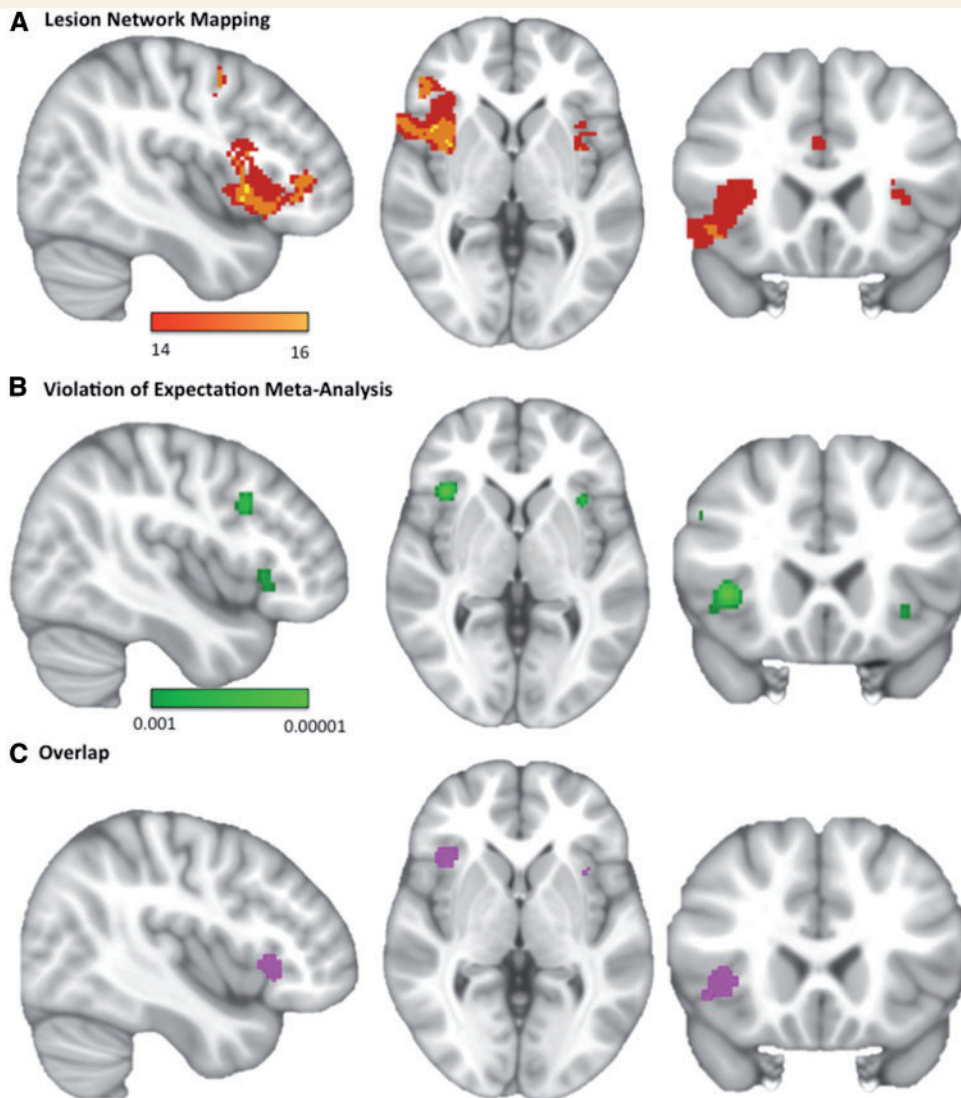 A Lesion Network Mapping
14 16
B Violation of Expectation Meta-Analysis
0.001 0.00001
C Overlap